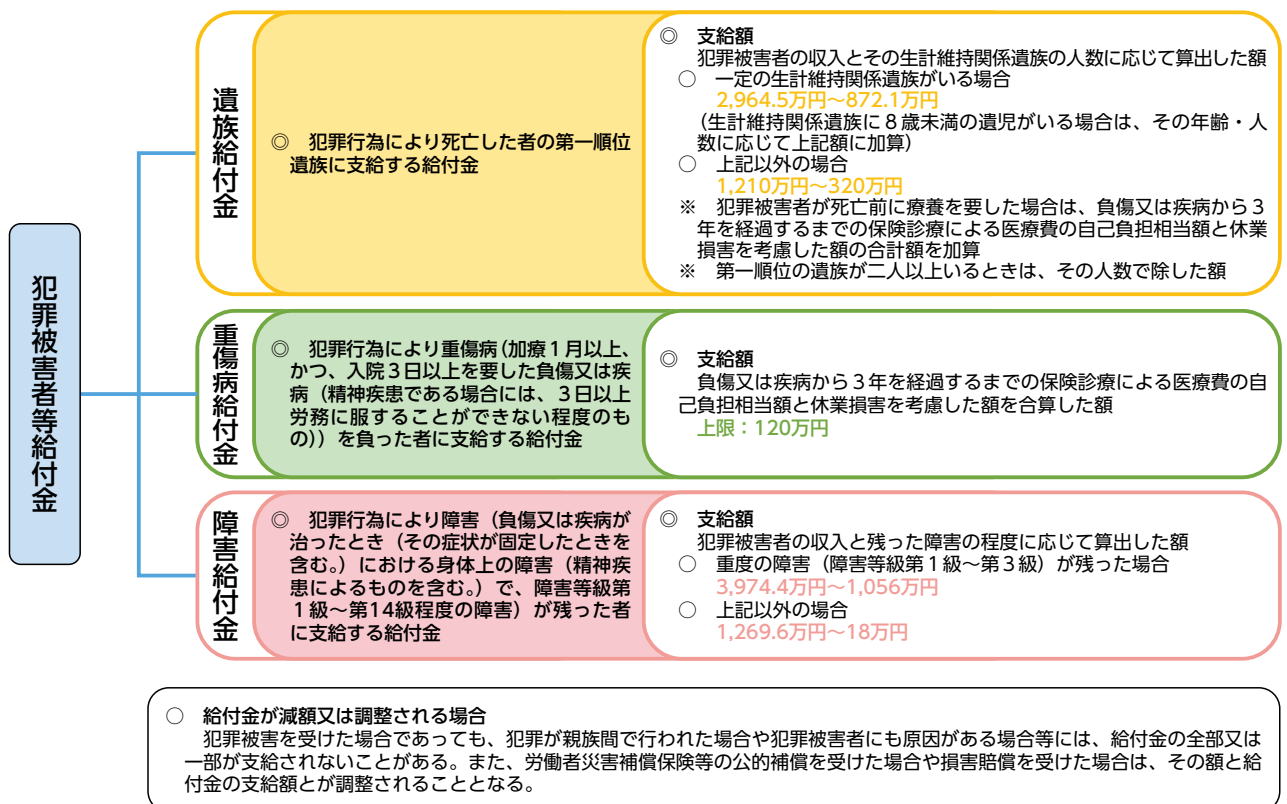 犯罪被害者等給付金
遺族給付金
◎　犯罪行為により死亡した者の第一順位
遺族に支給する給付金
◎　支給額
犯罪被害者の収入とその生計維持関係遺族の人数に応じて算出した額
○　一定の生計維持関係遺族がいる場合
2,964.5万円～872.1万円
（生計維持関係遺族に８歳未満の遺児がいる場合は、その年齢・人
数に応じて上記額に加算）
○　上記以外の場合
1,210万円～320万円
※　犯罪被害者が死亡前に療養を要した場合は、負傷又は疾病から３
年を経過するまでの保険診療による医療費の自己負担相当額と休業
損害を考慮した額の合計額を加算
※　第一順位の遺族が二人以上いるときは、その人数で除した額
重傷病給付金
◎　犯罪行為により重傷病（加療１月以上、
かつ、入院３日以上を要した負傷又は疾
病（精神疾患である場合には、３日以上
労務に服することができない程度のも
の））を負った者に支給する給付金
◎　支給額
負傷又は疾病から３年を経過するまでの保険診療による医療費の自
己負担相当額と休業損害を考慮した額を合算した額
上限：120万円
障害給付金
◎　犯罪行為により障害（負傷又は疾病が
治ったとき（その症状が固定したときを
含む。）における身体上の障害（精神疾
患によるものを含む。）で、障害等級第
１級～第14級程度の障害）が残った者
に支給する給付金
◎　支給額
犯罪被害者の収入と残った障害の程度に応じて算出した額
○　重度の障害（障害等級第１級～第３級）が残った場合
3,974.4万円～1,056万円
○　上記以外の場合
1,269.6万円～18万円
○　給付金が減額又は調整される場合
犯罪被害を受けた場合であっても、犯罪が親族間で行われた場合や犯罪被害者にも原因がある場合等には、給付金の全部又は
一部が支給されないことがある。また、労働者災害補償保険等の公的補償を受けた場合や損害賠償を受けた場合は、その額と給
付金の支給額とが調整されることとなる。